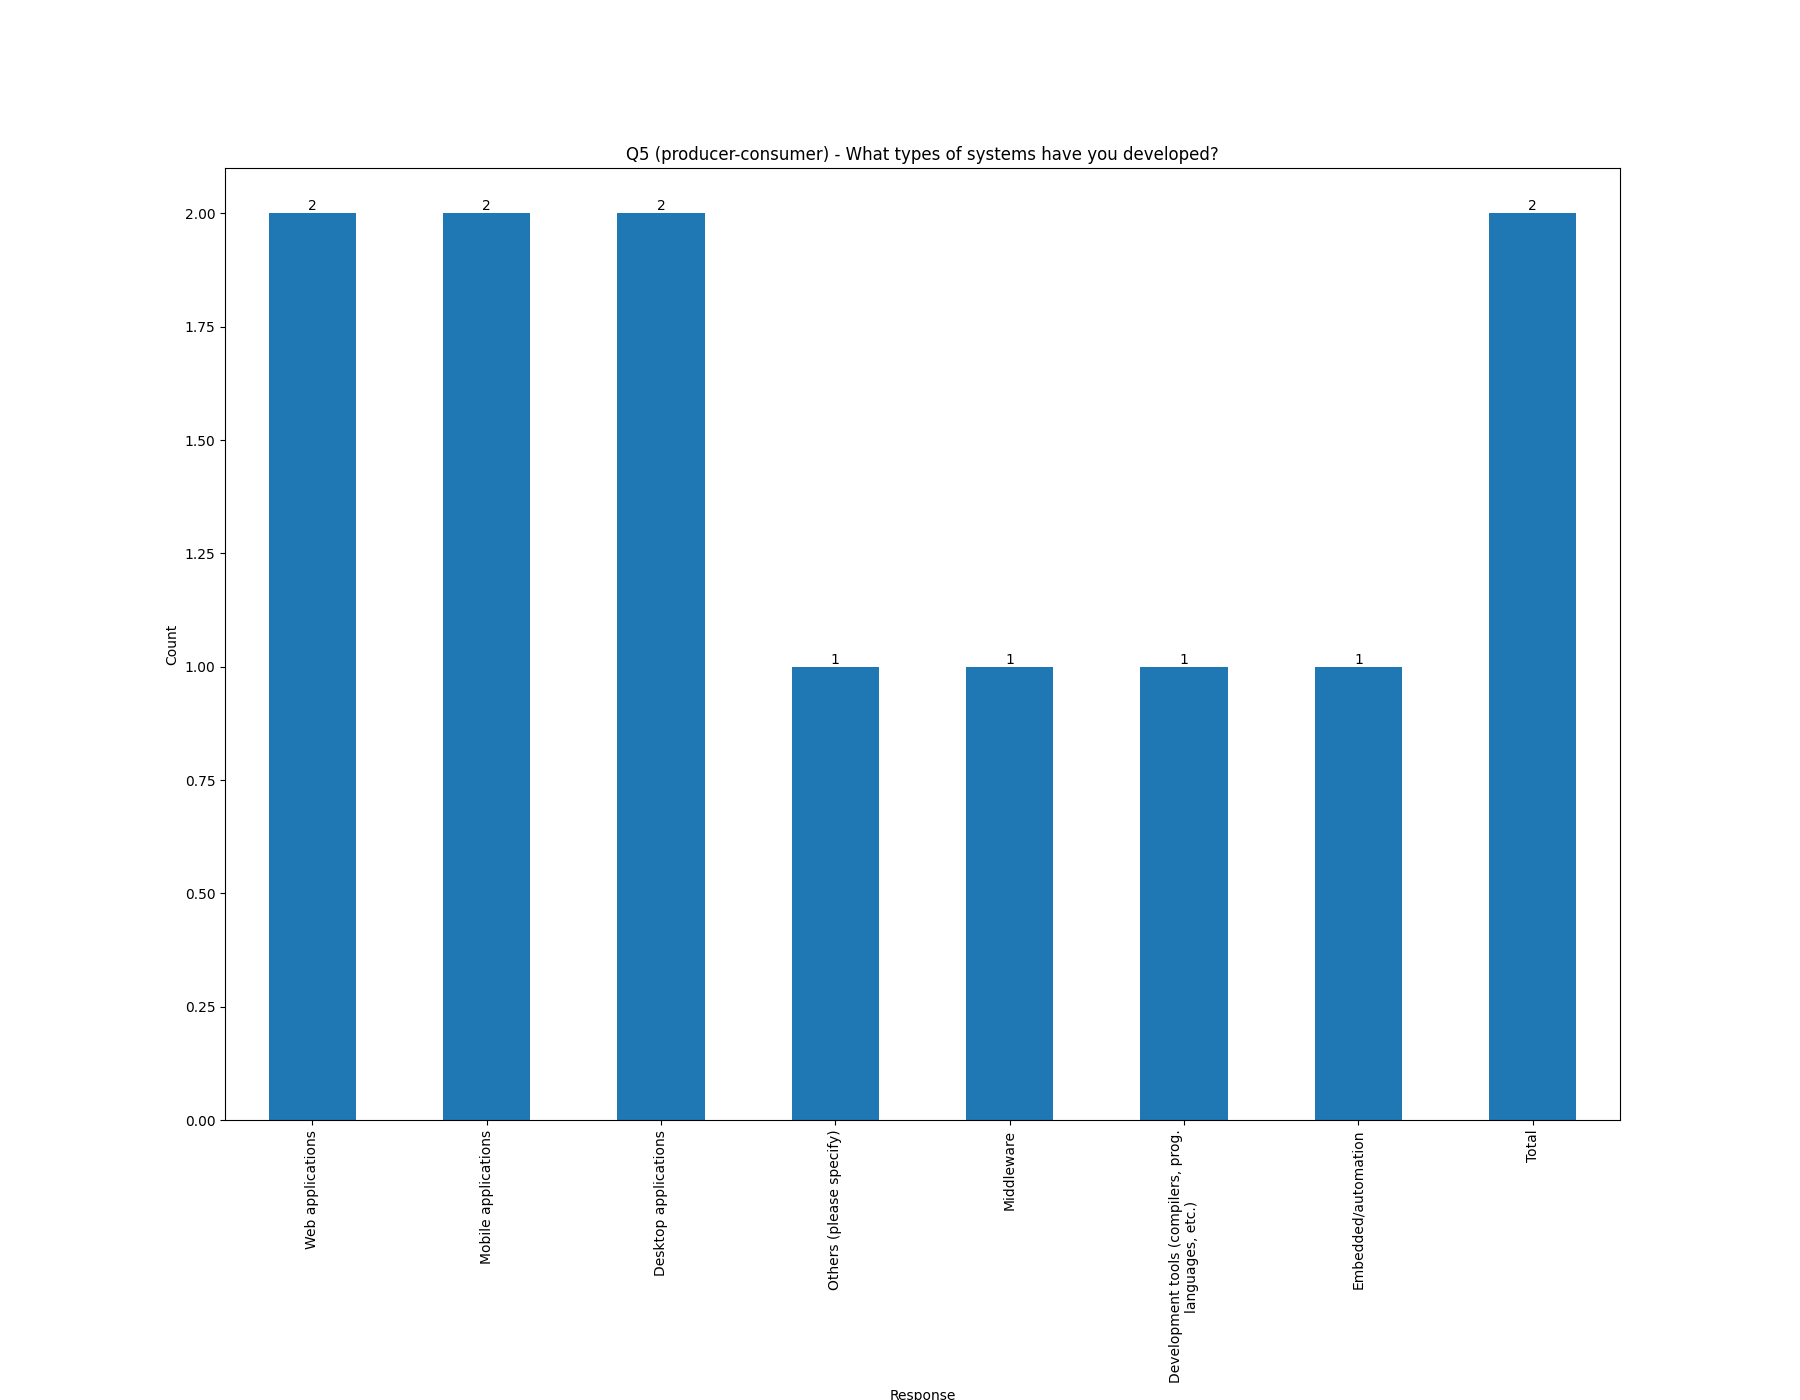 Q5 (producer-consumer) - What types of systems have you developed?
2
2
2
1
1
1
1
2
2.00
1.75
1.50
1.25
1.00
0.75
0.50
0.25
0.00
Count
Web applications
Mobile applications
Desktop applications
Others (please specify)
Middleware
Development tools (compilers, prog.
languages, etc.)
Embedded/automation
Total
Response